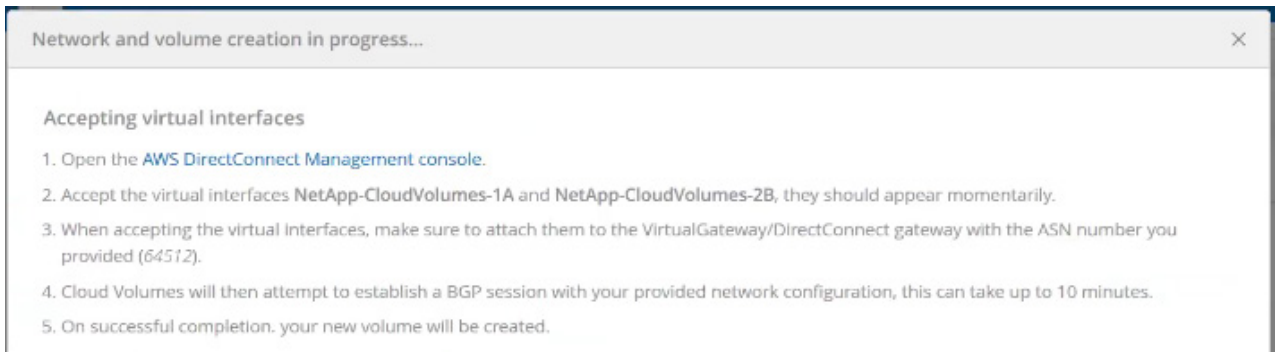 Network and volume creation in progress...
Accepting virtual interfaces
1. Open the AWS DirectConnect Management console.
2. Accept the virtual interfaces NetApp-CloudVolumes-1A and NetApp-CloudVolumes-2B, they should appear momentarily.
3. When accepting the virtual interfaces, make sure to attach them to the VirtualGateway/DirectConnect gateway with the ASN number you
provided (64512).
4. Cloud Volumes will then attempt to establish a BGP session with your provided network configuration, this can take up to 10 minutes.
5. On successful completion. your new volume will be created.